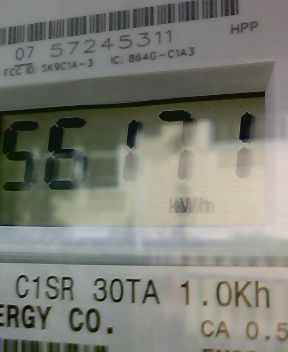 07 57245311
HPP
FCC ID: SK9C1A-3 IC: 864G-C1A3
56171
kWh
C1SR 30TA 1.0Kh
ERGY CO.
CA 0.5